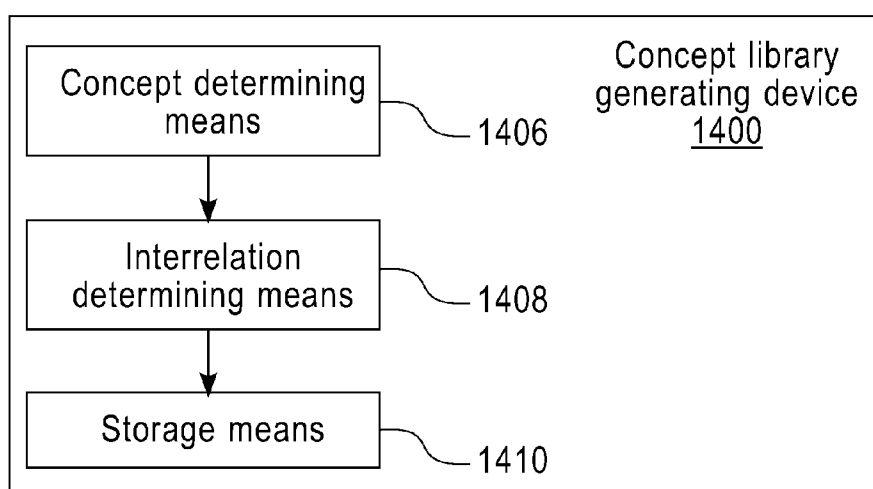 Concept determining
means
1406
Concept library
generating device
1400
Interrelation
determining means
1408
Storage means
1410